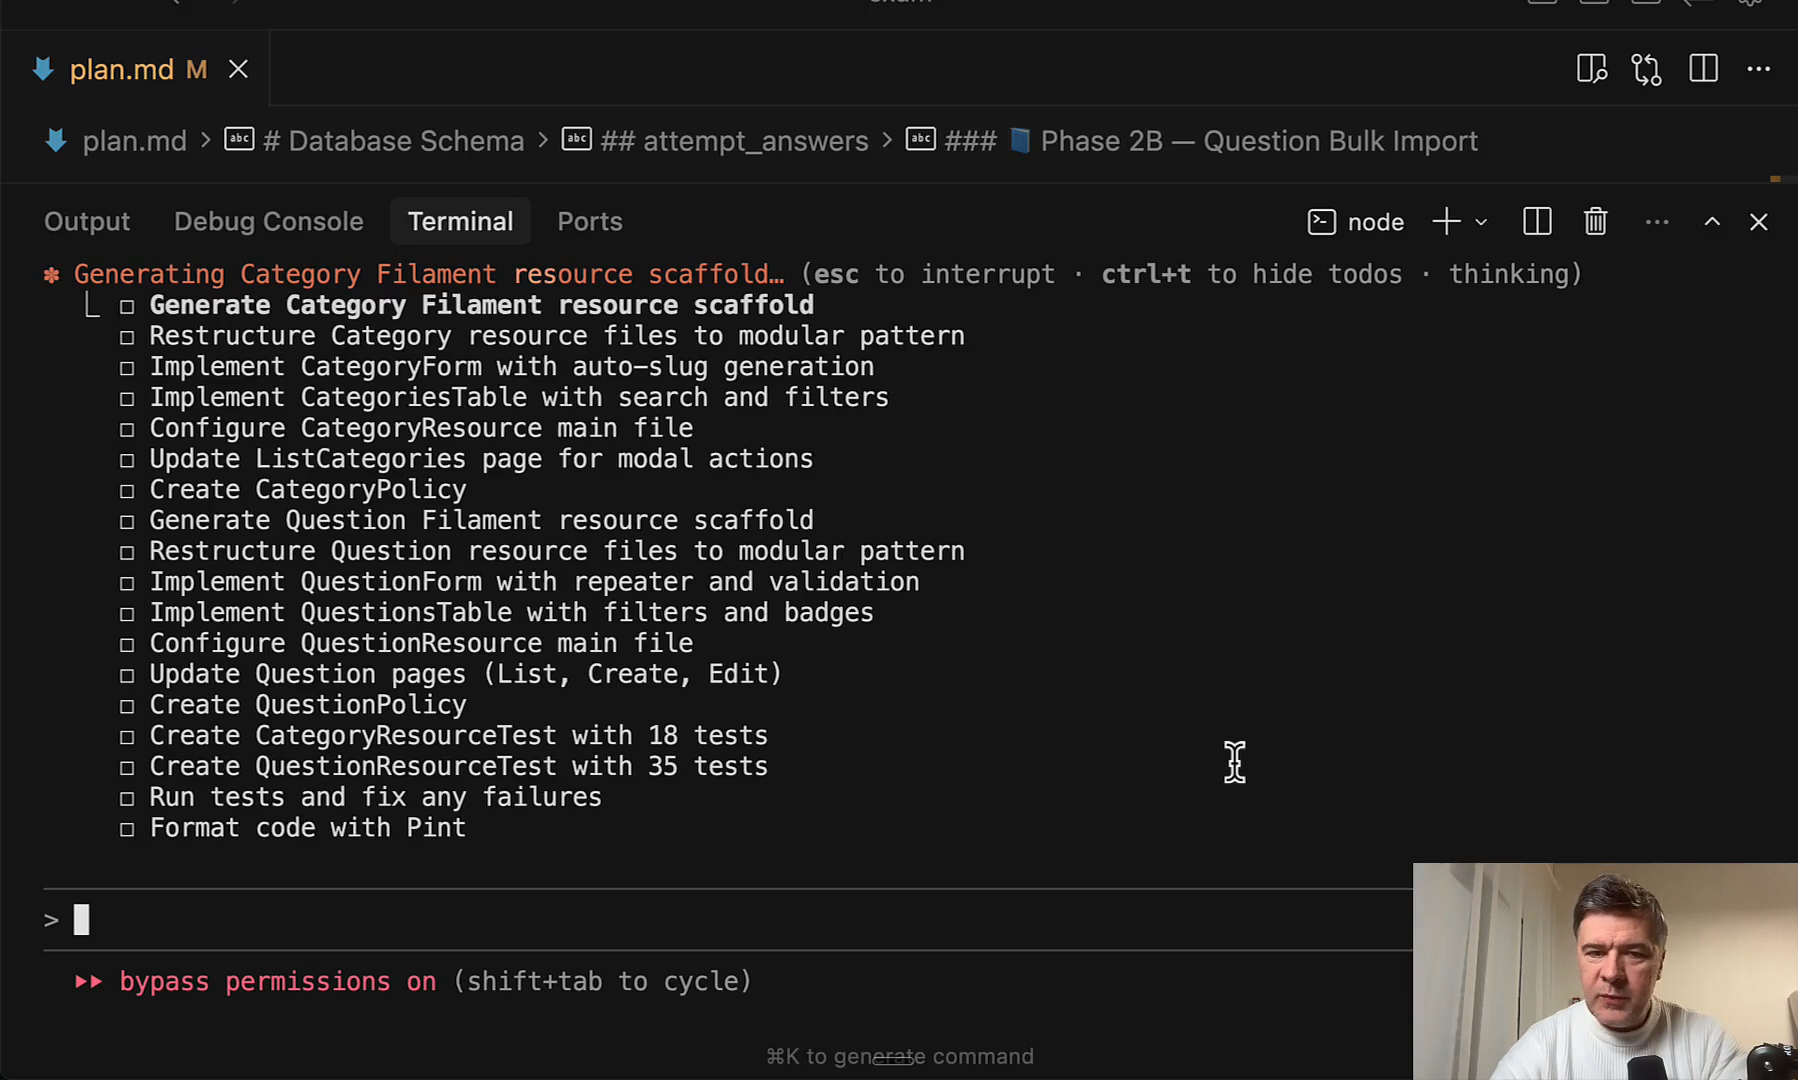 plan.md M
plan.md > # Database Schema > ## attempt_answers > ### Phase 2B — Question Bulk Import
Output Debug Console Terminal Ports node
✽ Generating Category Filament resource scaffold… (esc to interrupt · ctrl+t to hide todos · thinking)
⎿ ☐ Generate Category Filament resource scaffold
☐ Restructure Category resource files to modular pattern
☐ Implement CategoryForm with auto-slug generation
☐ Implement CategoriesTable with search and filters
☐ Configure CategoryResource main file
☐ Update ListCategories page for modal actions
☐ Create CategoryPolicy
☐ Generate Question Filament resource scaffold
☐ Restructure Question resource files to modular pattern
☐ Implement QuestionForm with repeater and validation
☐ Implement QuestionsTable with filters and badges
☐ Configure QuestionResource main file
☐ Update Question pages (List, Create, Edit)
☐ Create QuestionPolicy
☐ Create CategoryResourceTest with 18 tests
☐ Create QuestionResourceTest with 35 tests
☐ Run tests and fix any failures
☐ Format code with Pint
>
⏵⏵ bypass permissions on (shift+tab to cycle)
⌘K to generate command